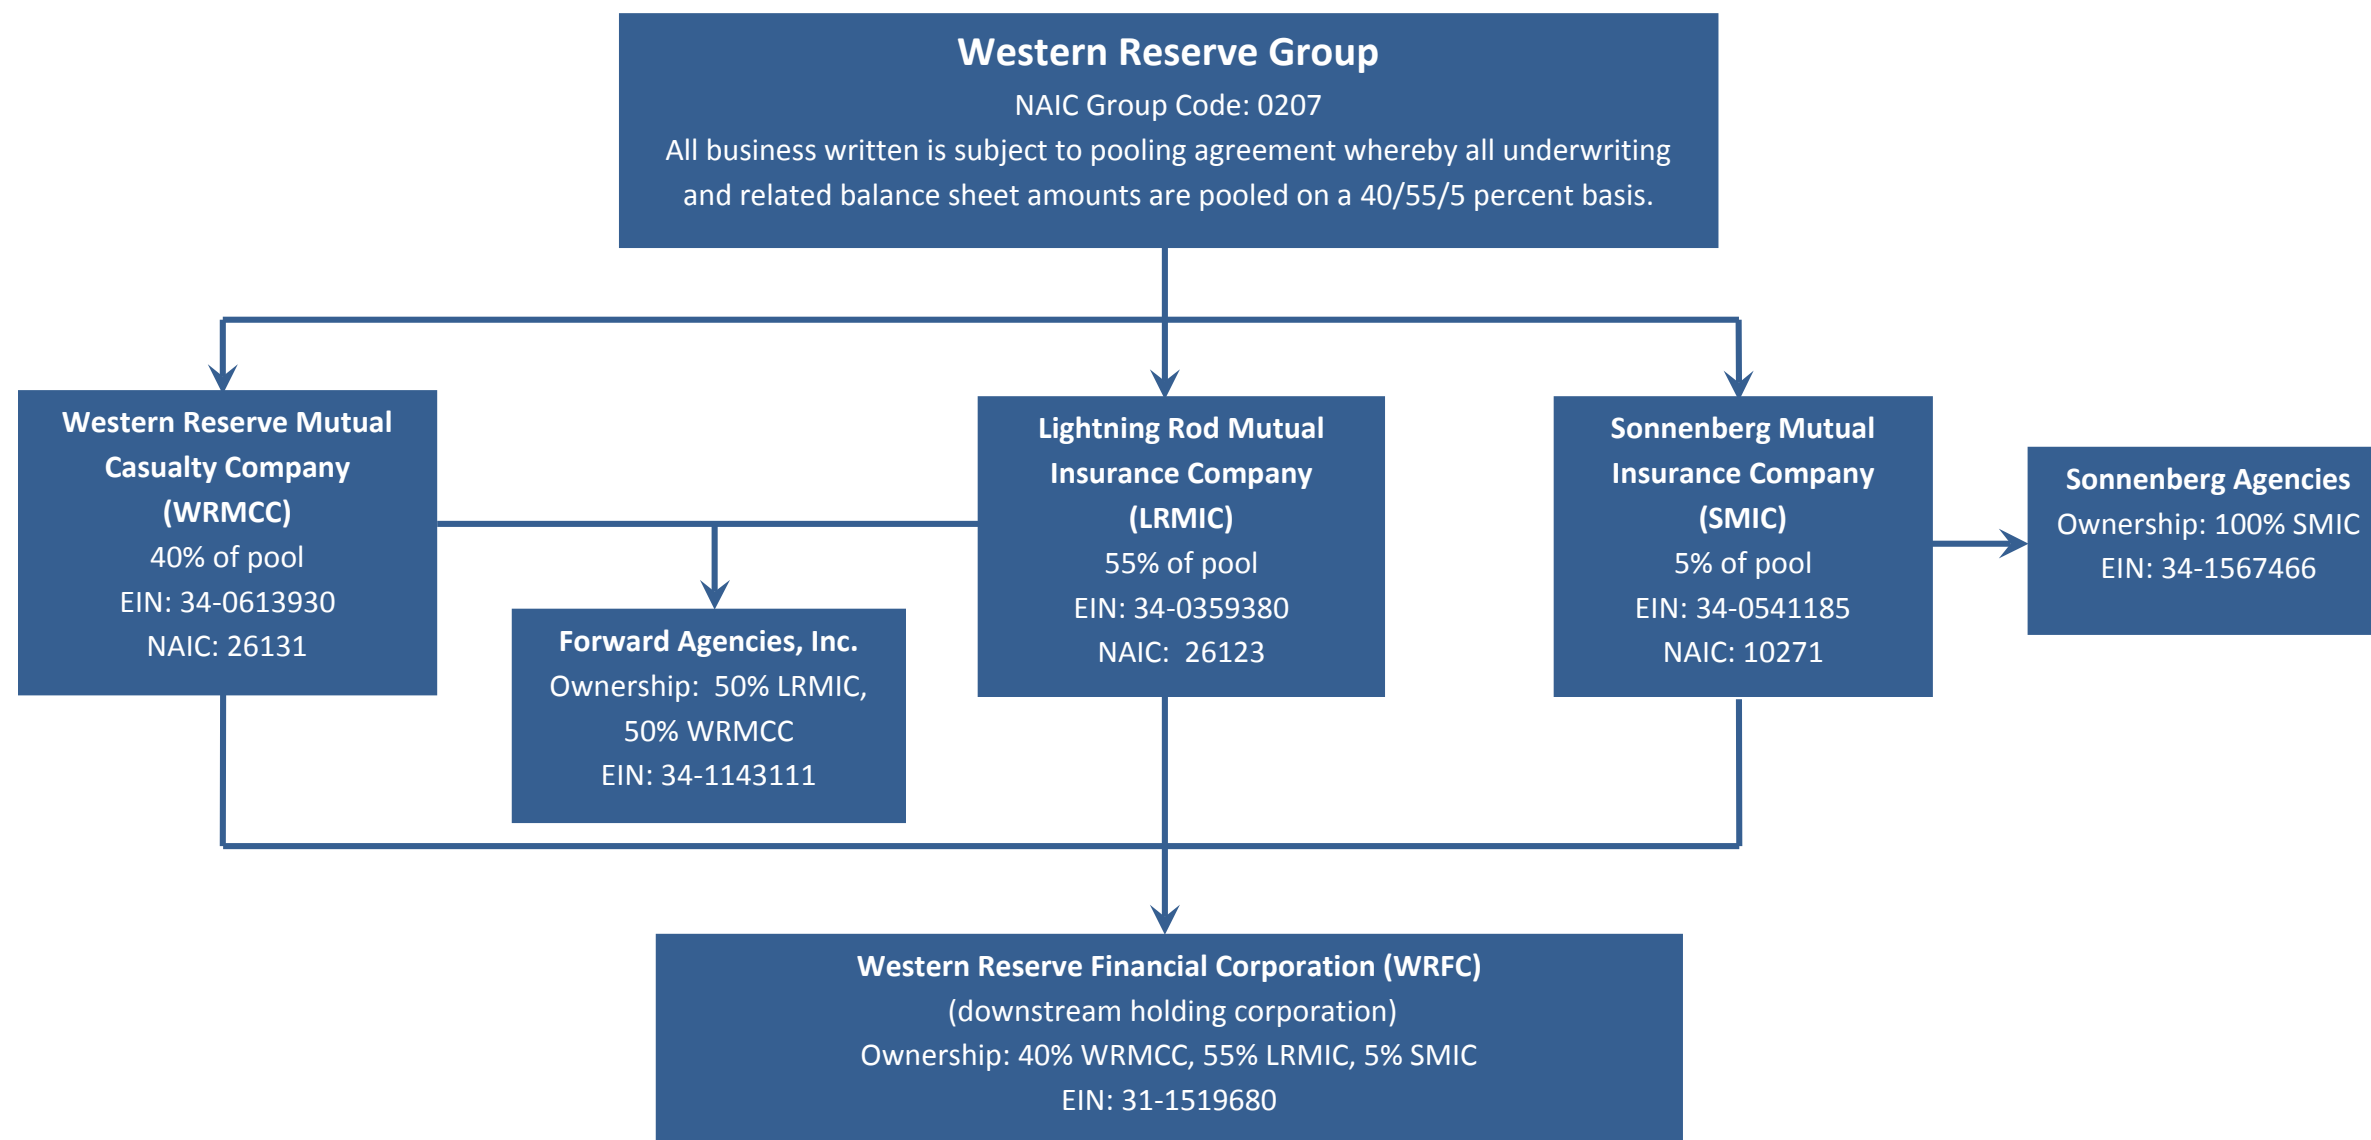 Western Reserve Group
NAIC Group Code: 0207
All business written is subject to pooling agreement whereby all underwriting
and related balance sheet amounts are pooled on a 40/55/5 percent basis.
Western Reserve Mutual
Casualty Company
(WRMCC)
40% of pool
EIN: 34-0613930
NAIC: 26131
Forward Agencies, Inc.
Ownership: 50% LRMIC,
50% WRMCC
EIN: 34-1143111
Lightning Rod Mutual
Insurance Company
(LRMIC)
55% of pool
EIN: 34-0359380
NAIC: 26123
Sonnenberg Mutual
Insurance Company
(SMIC)
5% of pool
EIN: 34-0541185
NAIC: 10271
Sonnenberg Agencies
Ownership: 100% SMIC
EIN: 34-1567466
Western Reserve Financial Corporation (WRFC)
(downstream holding corporation)
Ownership: 40% WRMCC, 55% LRMIC, 5% SMIC
EIN: 31-1519680